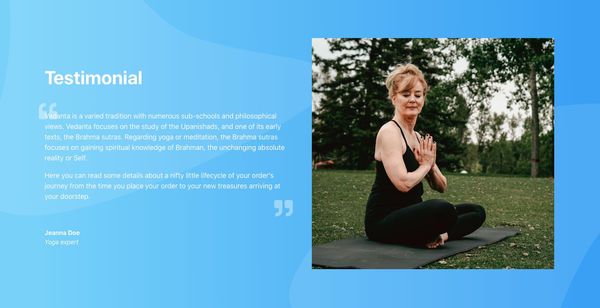 Testimonial
Vedanta is a varied tradition with numerous sub-schools and philosophical
views. Vedanta focuses on the study of the Upanishads, and one of its early
texts, the Brahma sutras. Regarding yoga or meditation, the Brahma sutras
focuses on gaining spiritual knowledge of Brahman, the unchanging absolute
reality or Self.
Here you can read some details about a nifty little lifecycle of your order's
journey from the time you place your order to your new treasures arriving at
your doorstep.
Jeanna Doe
Yoga expert